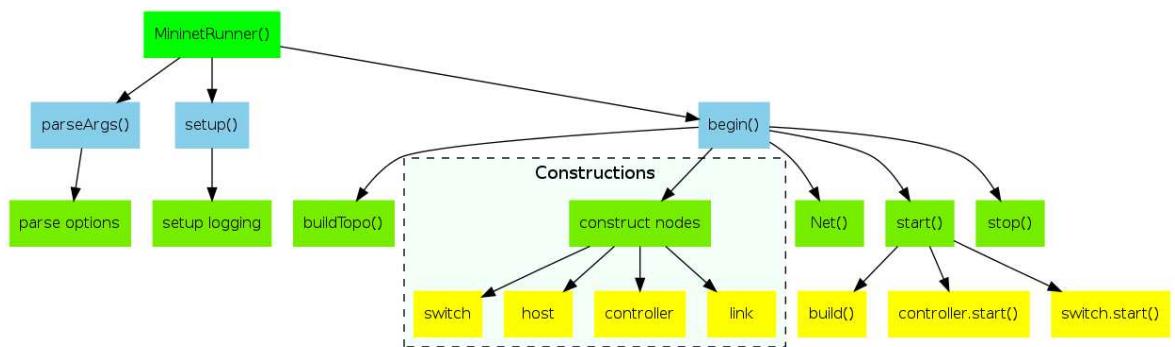 MininetRunner()
parseArgs()
setup()
begin()
Constructions
parse options
setup logging
buildTopo()
construct nodes
Net()
start()
stop()
switch
host
controller
link
build()
controller.start()
switch.start()